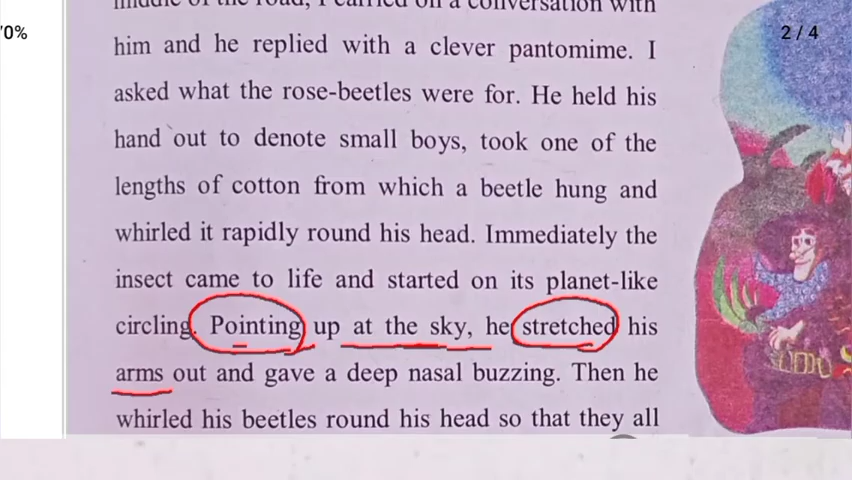 70%
2 / 4
middle of the road, I carried on a conversation with
him and he replied with a clever pantomime. I
asked what the rose-beetles were for. He held his
hand out to denote small boys, took one of the
lengths of cotton from which a beetle hung and
whirled it rapidly round his head. Immediately the
insect came to life and started on its planet-like
circling. Pointing up at the sky, he stretched his
arms out and gave a deep nasal buzzing. Then he
whirled his beetles round his head so that they all